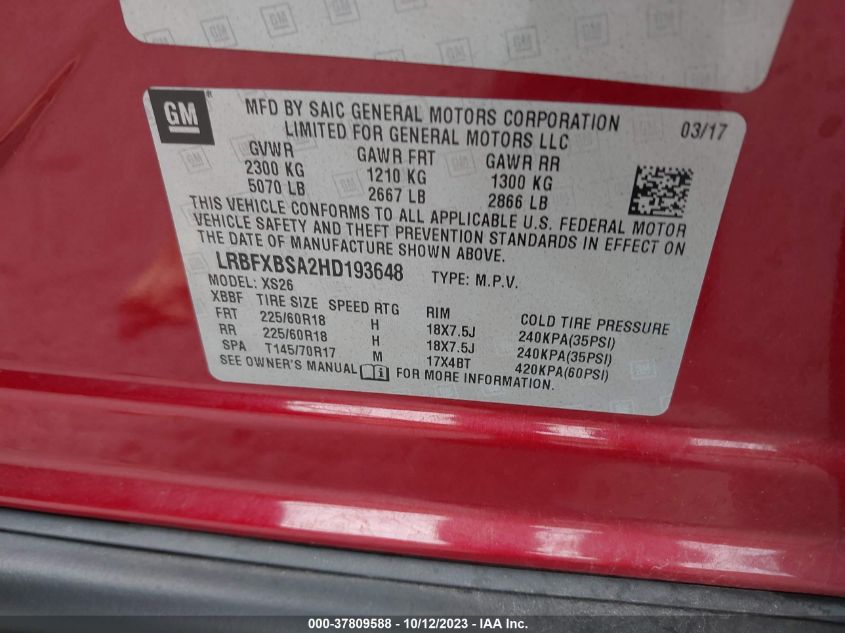 GM
MFD BY SAIC GENERAL MOTORS CORPORATION
LIMITED FOR GENERAL MOTORS LLC
03/17
GVWR GAWR FRT GAWR RR
2300 KG 1210 KG 1300 KG
5070 LB 2667 LB 2866 LB
THIS VEHICLE CONFORMS TO ALL APPLICABLE U.S. FEDERAL MOTOR
VEHICLE SAFETY AND THEFT PREVENTION STANDARDS IN EFFECT ON
THE DATE OF MANUFACTURE SHOWN ABOVE.
LRBFXBSA2HD193648 TYPE: M.P.V.
MODEL: XS26
XBBF TIRE SIZE SPEED RTG RIM COLD TIRE PRESSURE
FRT 225/60R18 H 18X7.5J 240KPA(35PSI)
RR 225/60R18 H 18X7.5J 240KPA(35PSI)
SPA T145/70R17 M 17X4BT 420KPA(60PSI)
SEE OWNER'S MANUAL FOR MORE INFORMATION.
000-37809588 - 10/12/2023 - IAA Inc.